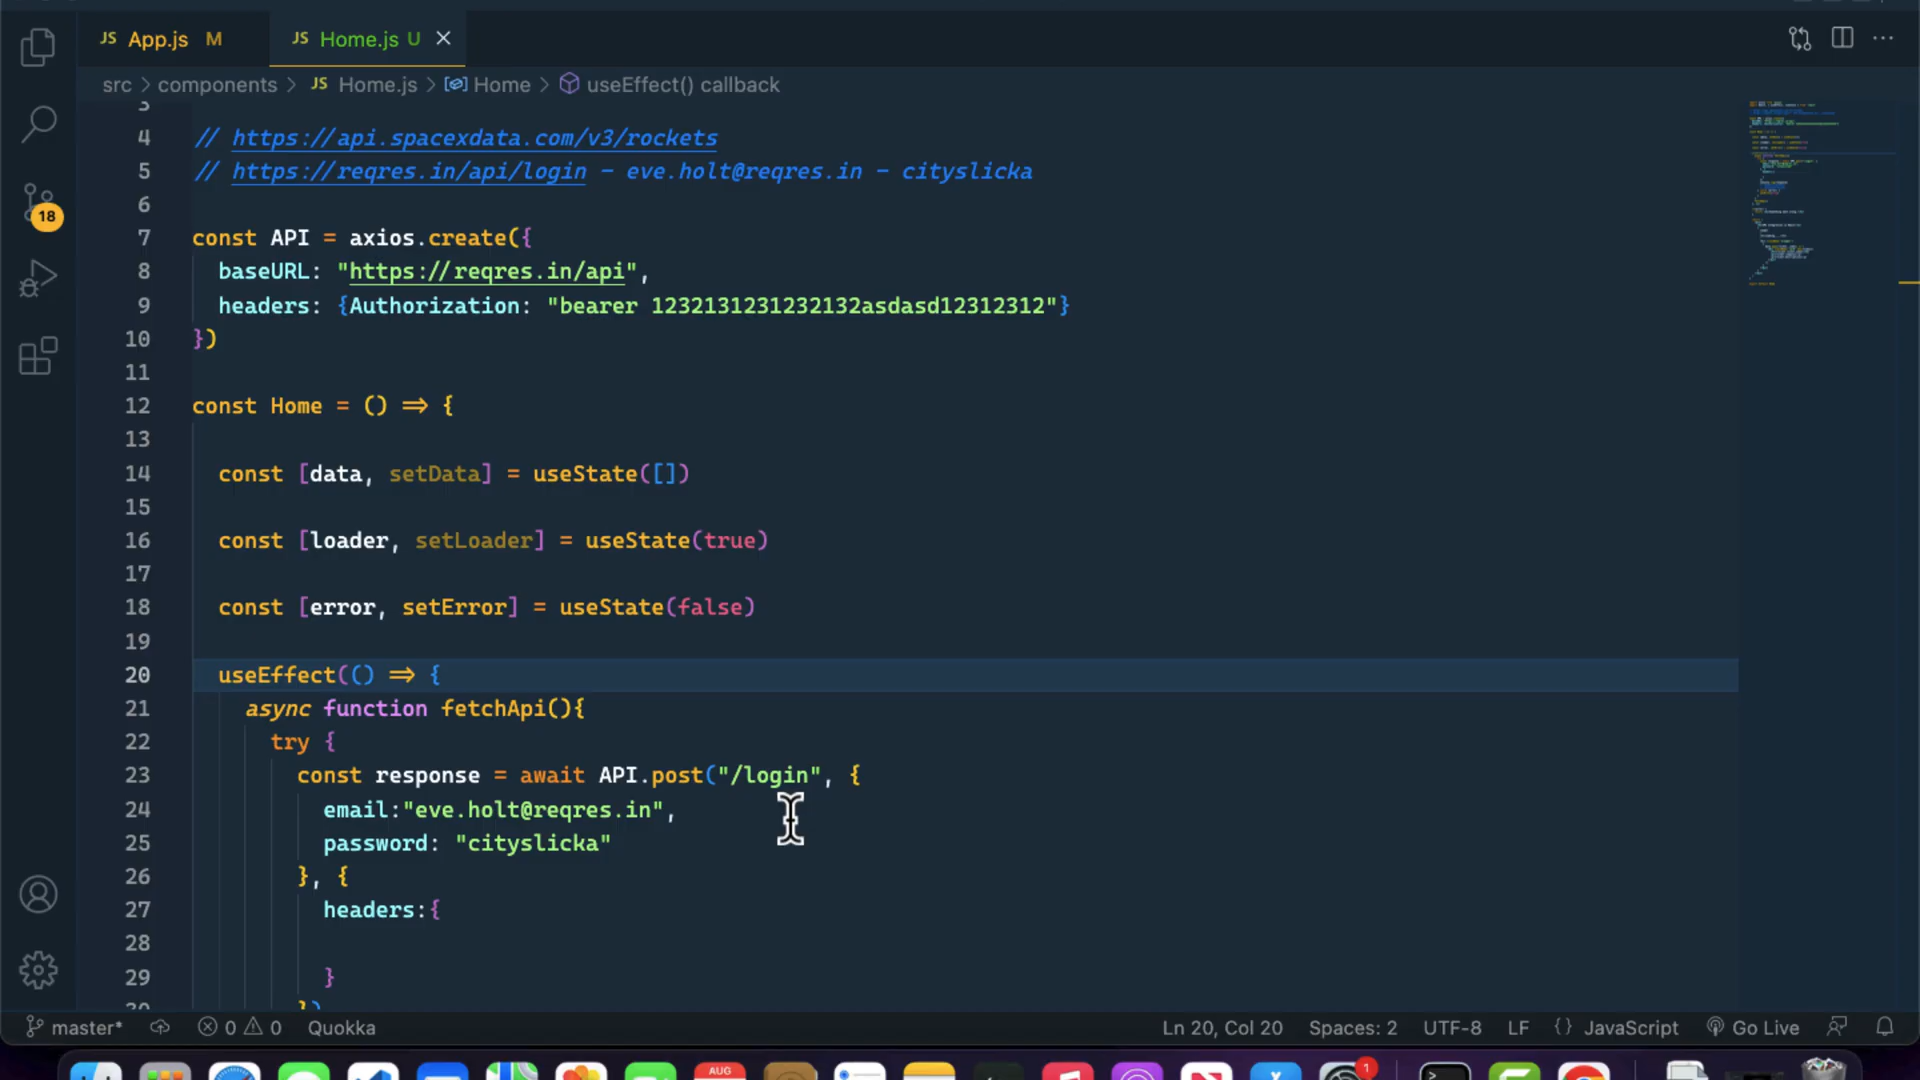 JS App.js M
JS Home.js U
src > components > JS Home.js > Home > useEffect() callback
3
4 // https://api.spacexdata.com/v3/rockets
5 // https://reqres.in/api/login - eve.holt@reqres.in - cityslicka
6
7 const API = axios.create({
8 baseURL: "https://reqres.in/api",
9 headers: {Authorization: "bearer 1232131231232132asdasd12312312"}
10 })
11
12 const Home = () => {
13
14 const [data, setData] = useState([])
15
16 const [loader, setLoader] = useState(true)
17
18 const [error, setError] = useState(false)
19
20 useEffect(() => {
21 async function fetchApi(){
22 try {
23 const response = await API.post("/login", {
24 email:"eve.holt@reqres.in",
25 password: "cityslicka"
26 }, {
27 headers:{
28
29 }
30 })
18
master* 0 0 Quokka Ln 20, Col 20 Spaces: 2 UTF-8 LF {} JavaScript Go Live
AUG
1